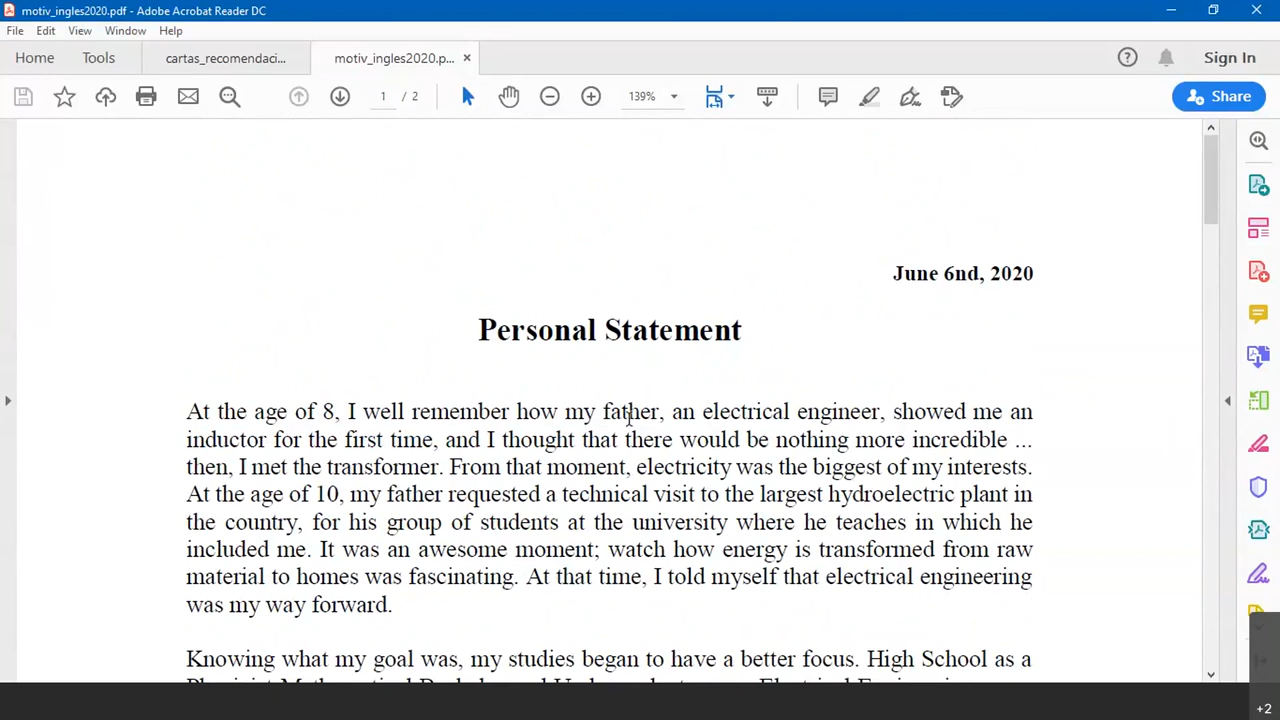 motiv_ingles2020.pdf - Adobe Acrobat Reader DC
File Edit View Window Help
Home Tools cartas_recomendaci... motiv_ingles2020.p... ×
Sign In
1 / 2 139% Share
June 6nd, 2020
Personal Statement
At the age of 8, I well remember how my father, an electrical engineer, showed me an
inductor for the first time, and I thought that there would be nothing more incredible ...
then, I met the transformer. From that moment, electricity was the biggest of my interests.
At the age of 10, my father requested a technical visit to the largest hydroelectric plant in
the country, for his group of students at the university where he teaches in which he
included me. It was an awesome moment; watch how energy is transformed from raw
material to homes was fascinating. At that time, I told myself that electrical engineering
was my way forward.
Knowing what my goal was, my studies began to have a better focus. High School as a
+2